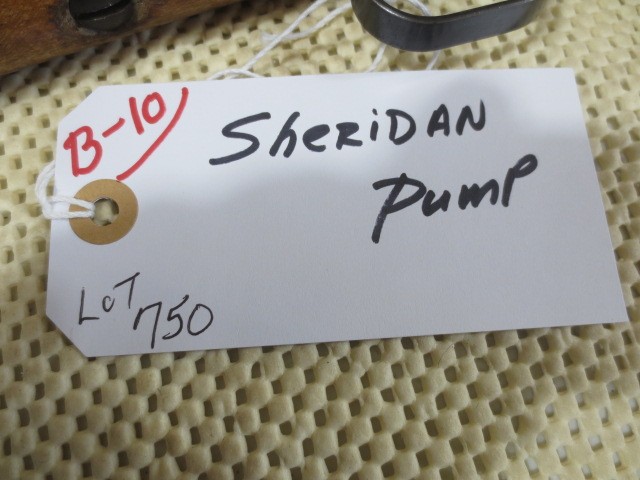 B-10
SheRiDAN
Pump
LoT 750